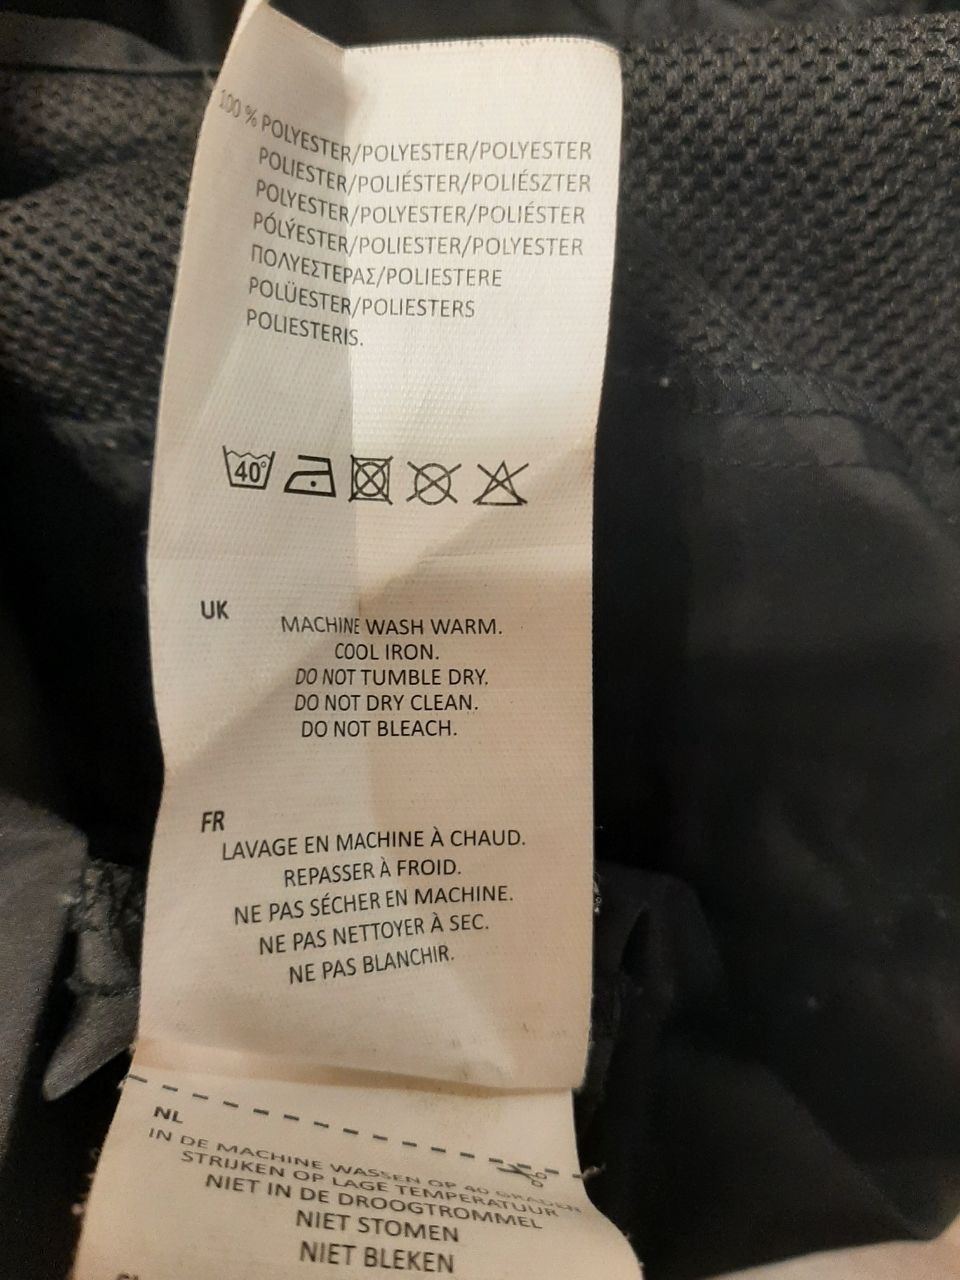 100 % POLYESTER/POLYESTER/POLYESTER
POLIESTER/POLIÉSTER/POLIÉSZTER
POLYESTER/POLYESTER/POLIÉSTER
PÓLÝESTER/POLIESTER/POLYESTER
ΠΟΛΥΕΣΤΕΡΑΣ/POLIESTERE
POLÜESTER/POLIESTERS
POLIESTERIS.
40°
UK
MACHINE WASH WARM.
COOL IRON.
DO NOT TUMBLE DRY.
DO NOT DRY CLEAN.
DO NOT BLEACH.
FR
LAVAGE EN MACHINE À CHAUD.
REPASSER À FROID.
NE PAS SÉCHER EN MACHINE.
NE PAS NETTOYER À SEC.
NE PAS BLANCHIR.
NL
IN DE MACHINE WASSEN OP 40 GRADEN
STRIJKEN OP LAGE TEMPERATUUR
NIET IN DE DROOGTROMMEL
NIET STOMEN
NIET BLEKEN